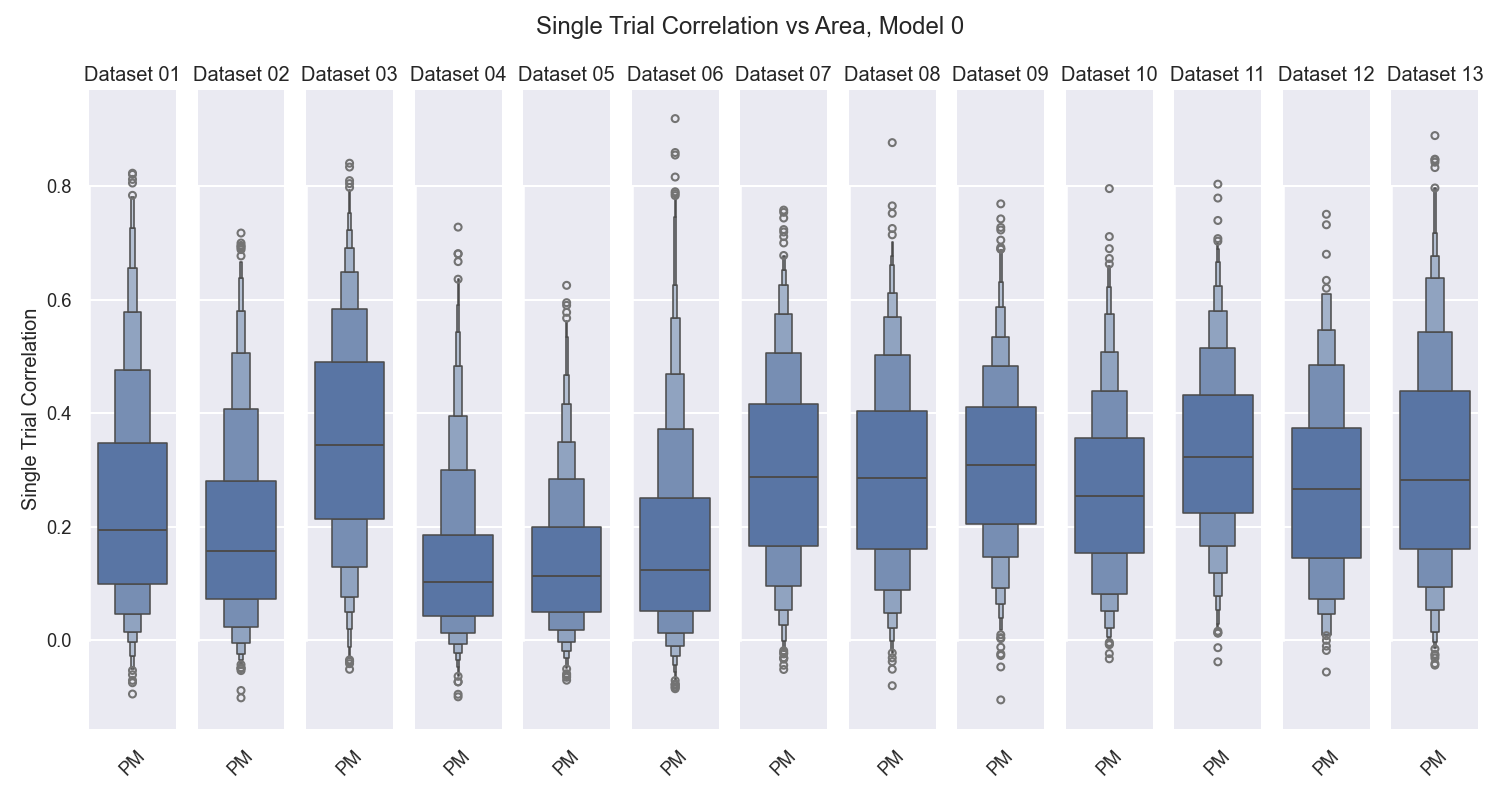 Single Trial Correlation vs Area, Model 0
Dataset 01 Dataset 02 Dataset 03 Dataset 04 Dataset 05 Dataset 06 Dataset 07 Dataset 08 Dataset 09 Dataset 10 Dataset 11 Dataset 12 Dataset 13
Single Trial Correlation
0.8
0.6
0.4
0.2
0.0
PM PM PM PM PM PM PM PM PM PM PM PM PM